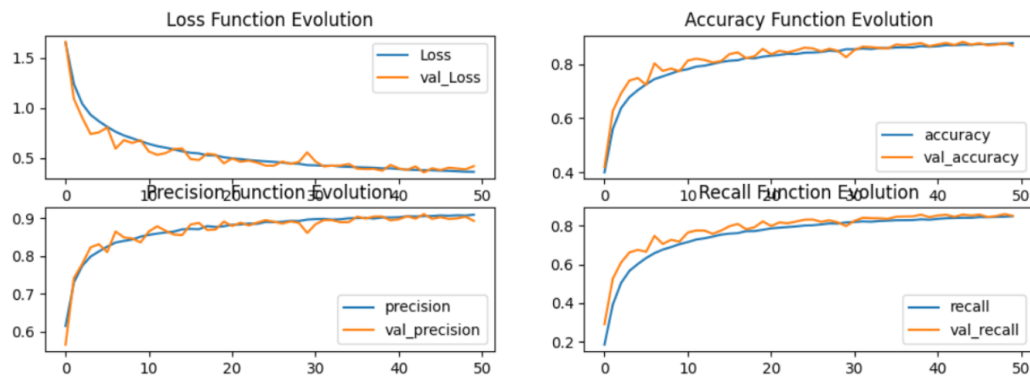 Loss Function Evolution
1.5
1.0
0.5
Loss
val_Loss
0 10 20 30 40 50
Accuracy Function Evolution
0.8
0.6
0.4
accuracy
val_accuracy
0 10 20 30 40 50
Precision Function Evolution
0.9
0.8
0.7
0.6
precision
val_precision
0 10 20 30 40 50
Recall Function Evolution
0.8
0.6
0.4
0.2
recall
val_recall
0 10 20 30 40 50